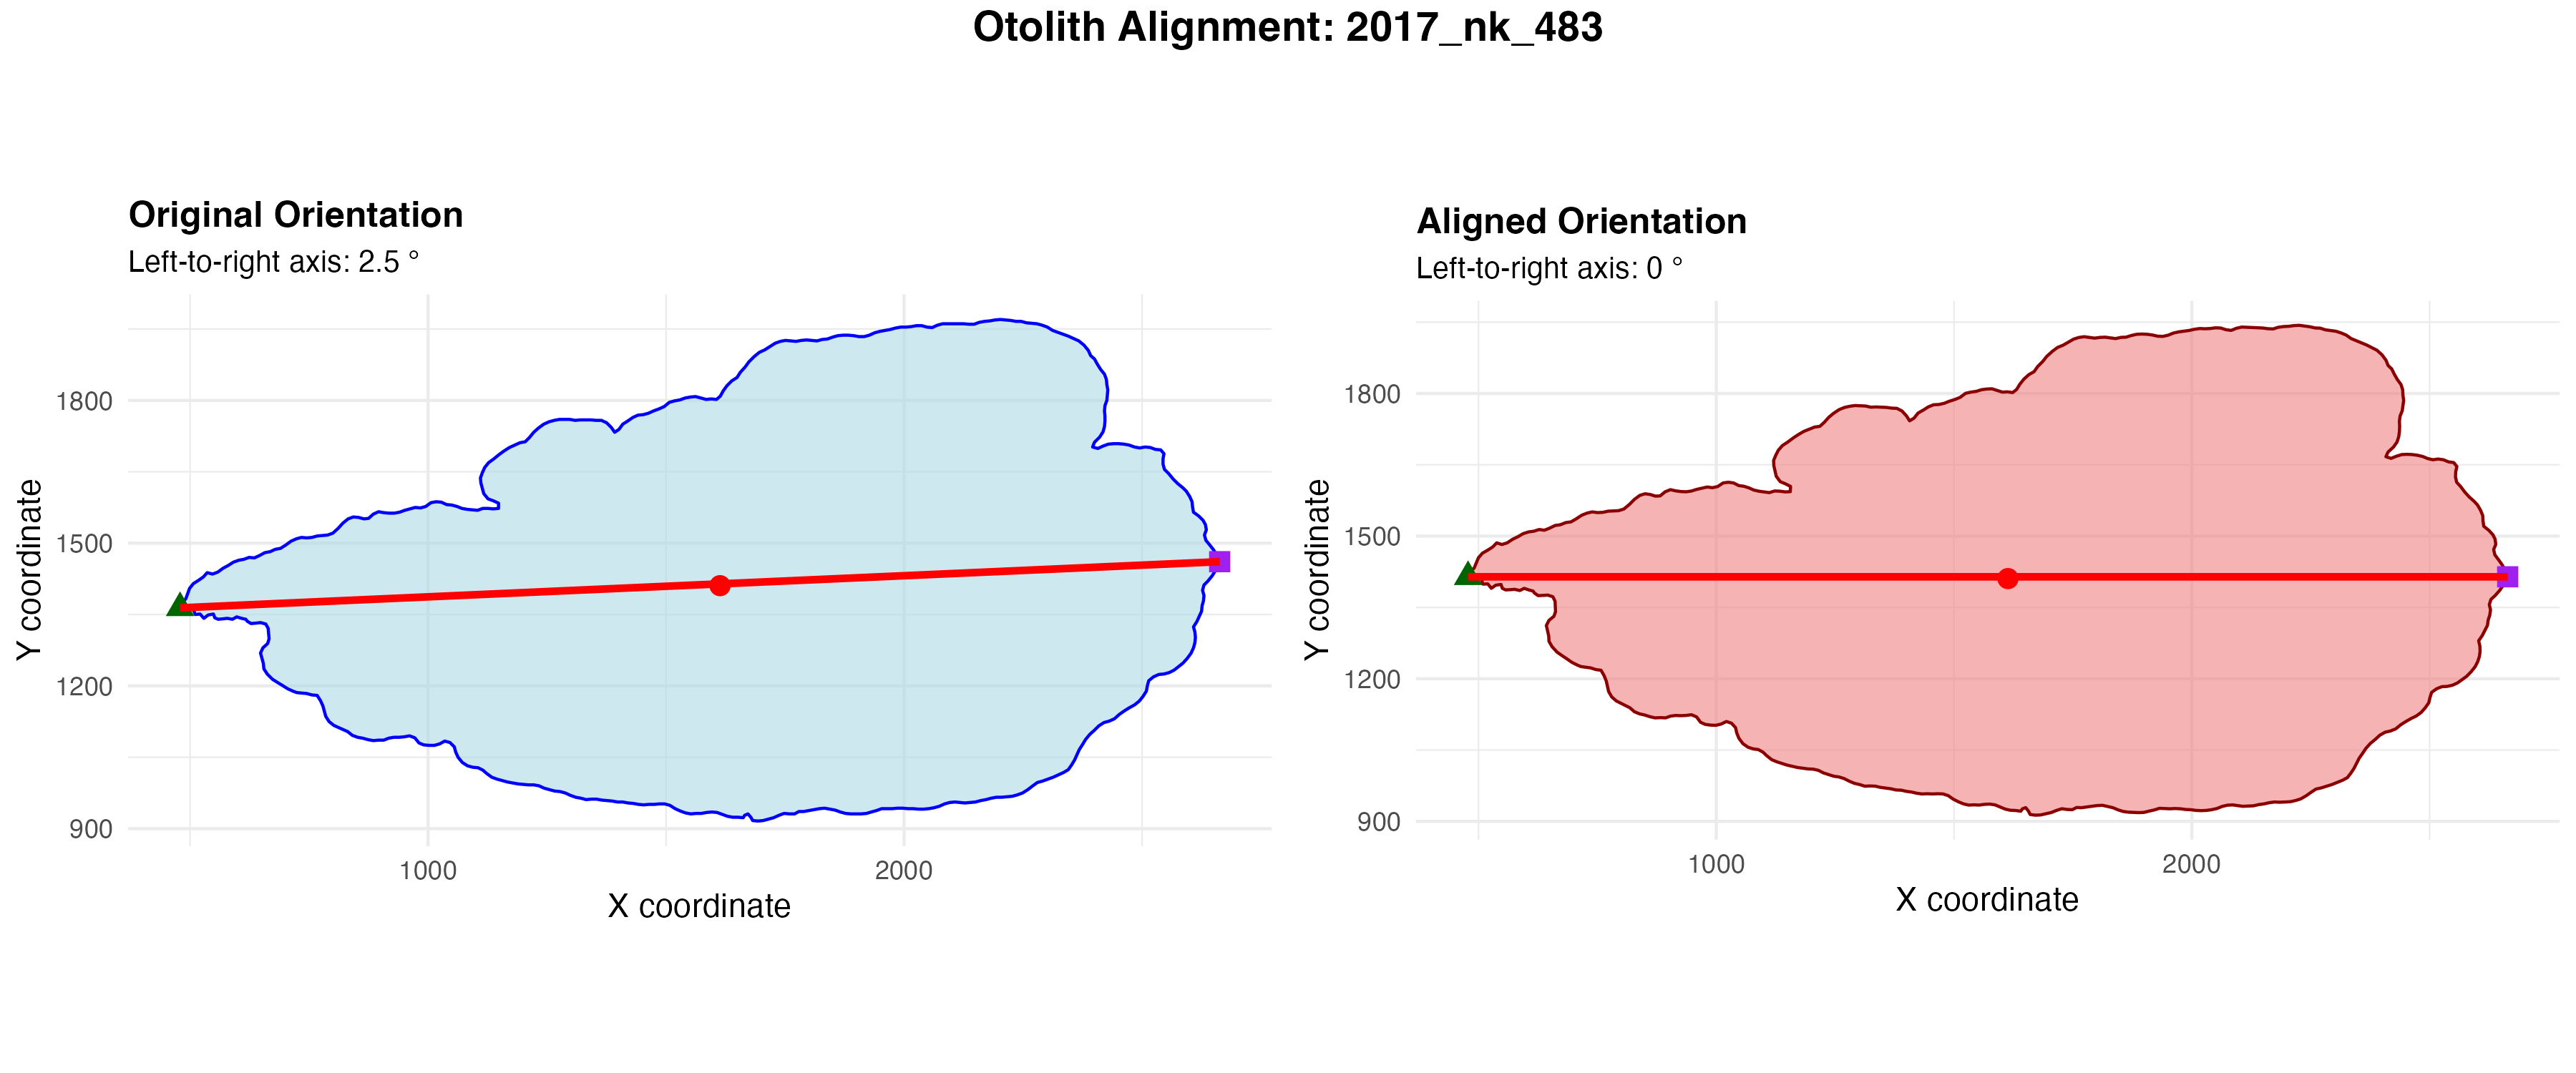 Otolith Alignment: 2017_nk_483
Original Orientation
Left-to-right axis: 2.5 °
Y coordinate
1800
1500
1200
900
1000
2000
X coordinate
Aligned Orientation
Left-to-right axis: 0 °
Y coordinate
1800
1500
1200
900
1000
2000
X coordinate